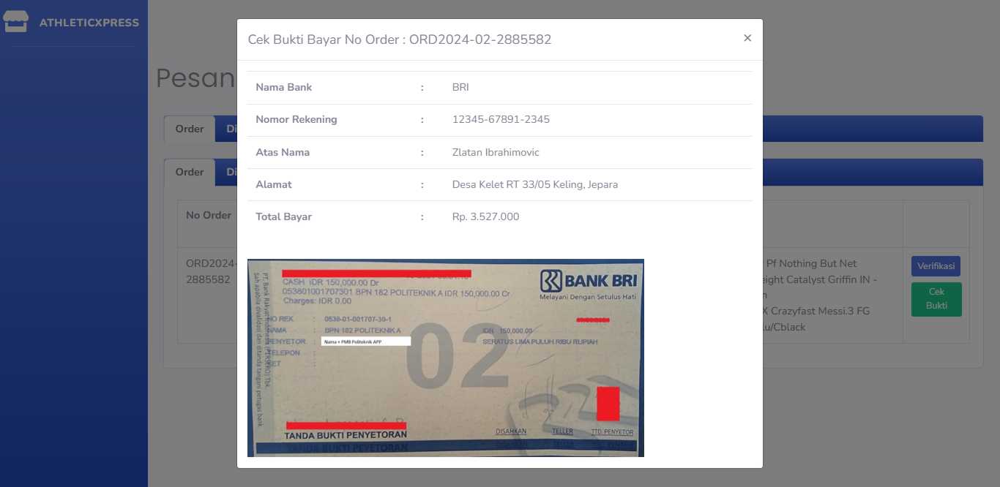 ATHLETICXPRESS
Cek Bukti Bayar No Order : ORD2024-02-2885582
×
Pesan
Order
Di
Order
Di
No Order
ORD2024-
2885582
Nama Bank : BRI
Nomor Rekening : 12345-67891-2345
Atas Nama : Zlatan Ibrahimovic
Alamat : Desa Kelet RT 33/05 Keling, Jepara
Total Bayar : Rp. 3.527.000
CASH IDR 150,000.00 Dr
053801001707301 BPN 182 POLITEKNIK A IDR 150,000.00 Cr
Charges: IDR 0.00
BANK BRI
Melayani Dengan Setulus Hati
PT. Bank Rakyat Indonesia (PERSERO) Tbk.
Sah apabila divalidasi dan ditanda tangani petugas bank.
NO REK : 0538-01-001707-30-1
NAMA : BPN 182 POLITEKNIK A
PENYETOR : Nama + PMB Politeknik APP
TELEPON :
KET :
IDR 150,000.00
SERATUS LIMA PULUH RIBU RUPIAH
02
TANDA BUKTI PENYETORAN
DISAHKAN TELLER TTD. PENYETOR
Pf Nothing But Net
eight Catalyst Griffin IN -
n
X Crazyfast Messi.3 FG
lu/Cblack
Verifikasi
Cek
Bukti